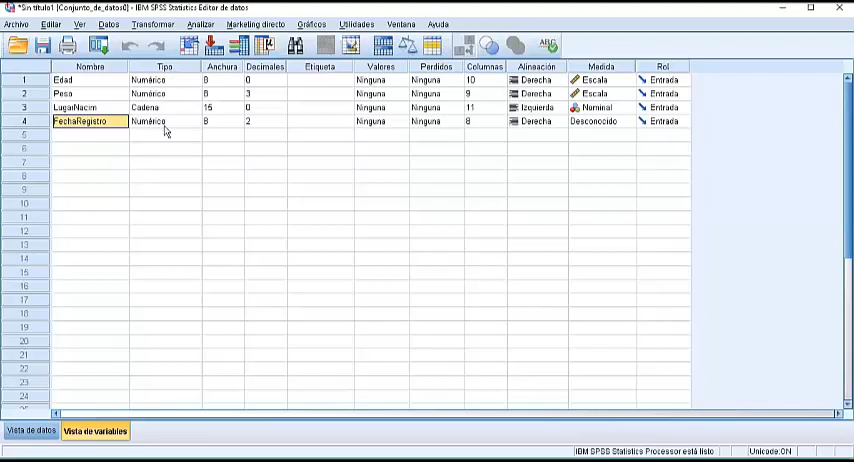 *Sin título1 [Conjunto_de_datos0] - IBM SPSS Statistics Editor de datos
Archivo Editar Ver Datos Transformar Analizar Marketing directo Gráficos Utilidades Ventana Ayuda
Nombre Tipo Anchura Decimales Etiqueta Valores Perdidos Columnas Alineación Medida Rol
1 Edad Numérico 8 0 Ninguna Ninguna 10 Derecha Escala Entrada
2 Peso Numérico 8 3 Ninguna Ninguna 9 Derecha Escala Entrada
3 LugarNacim Cadena 15 0 Ninguna Ninguna 11 Izquierda Nominal Entrada
4 FechaRegistro Numérico 8 2 Ninguna Ninguna 8 Derecha Desconocido Entrada
5
6
7
8
9
10
11
12
13
14
15
16
17
18
19
20
21
22
23
24
Vista de datos Vista de variables
IBM SPSS Statistics Processor está listo Unicode:ON